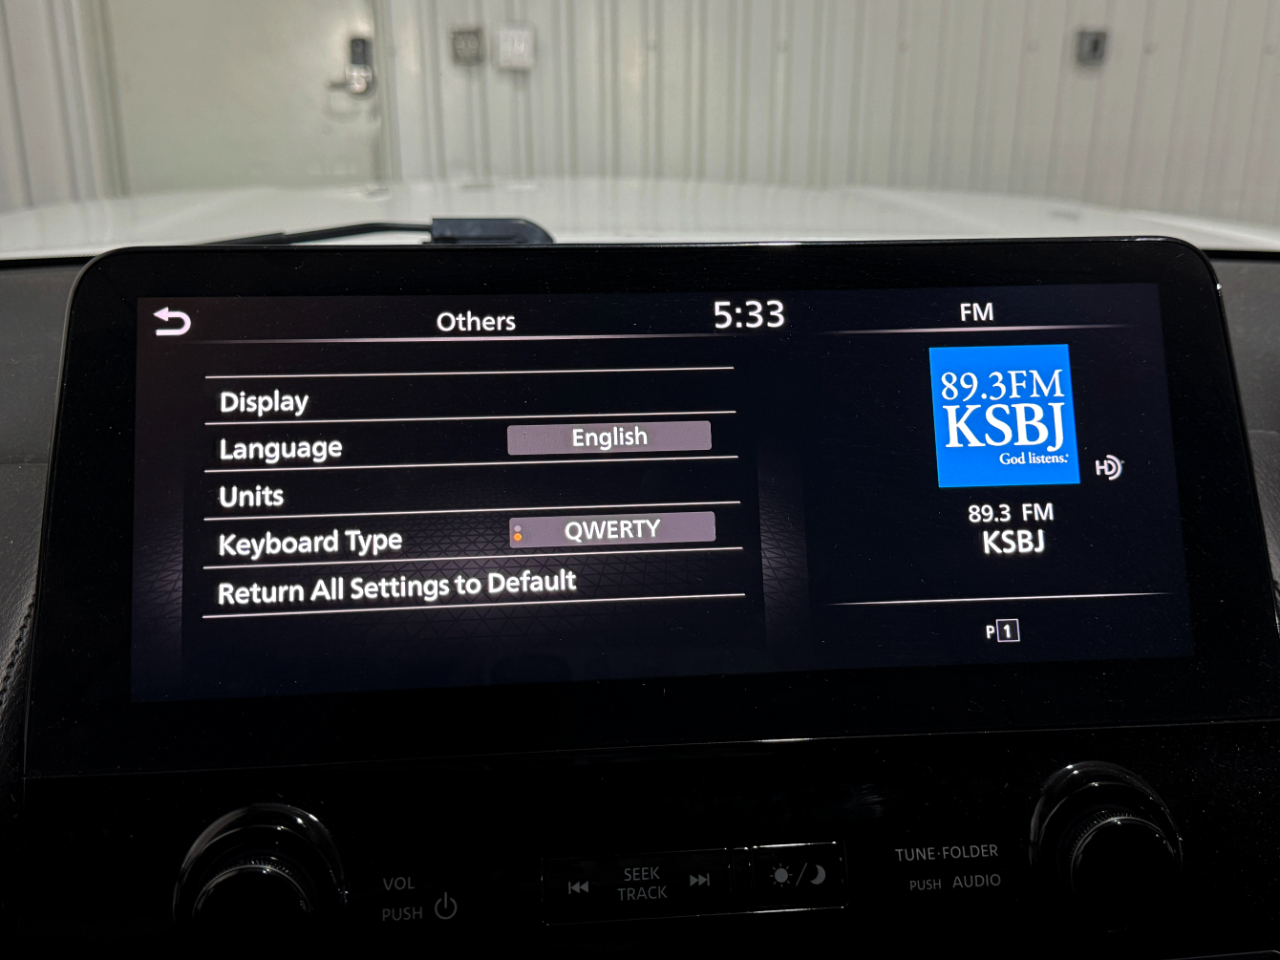 Others
5:33
FM
Display
Language
English
Units
Keyboard Type
QWERTY
Return All Settings to Default
89.3FM
KSBJ
God listens.
HD
89.3 FM
KSBJ
P1
VOL
PUSH
SEEK
TRACK
TUNE·FOLDER
PUSH AUDIO